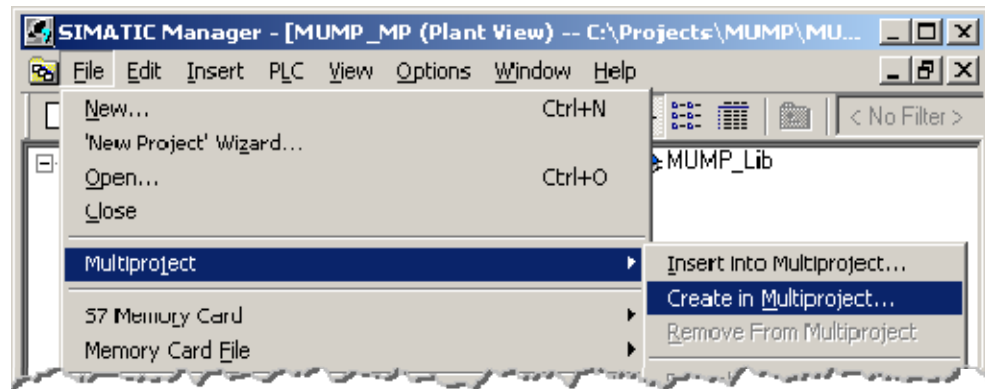 SIMATIC Manager - [MUMP_MP (Plant View) -- C:\Projects\MUMP\MU...
File Edit Insert PLC View Options Window Help
< No Filter >
New... Ctrl+N
'New Project' Wizard...
Open... Ctrl+O
Close
MUMP_Lib
Multiproject
Insert into Multiproject...
Create in Multiproject...
Remove From Multiproject
S7 Memory Card
Memory Card File